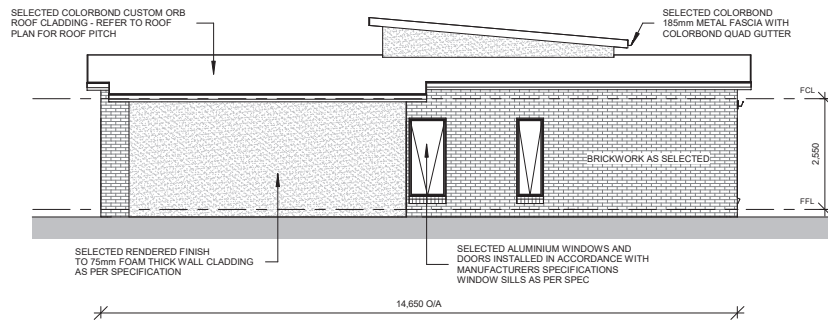 SELECTED COLORBOND CUSTOM ORB
ROOF CLADDING - REFER TO ROOF
PLAN FOR ROOF PITCH
SELECTED COLORBOND
185mm METAL FASCIA WITH
COLORBOND QUAD GUTTER
FCL
2,550
BRICKWORK AS SELECTED
FFL
SELECTED RENDERED FINISH
TO 75mm FOAM THICK WALL CLADDING
AS PER SPECIFICATION
SELECTED ALUMINIUM WINDOWS AND
DOORS INSTALLED IN ACCORDANCE WITH
MANUFACTURERS SPECIFICATIONS
WINDOW SILLS AS PER SPEC
14,650 O/A